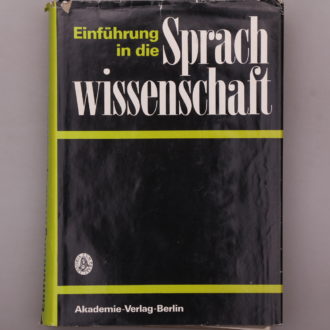 Einführung
in die Sprach
wissenschaft
Akademie-Verlag-Berlin